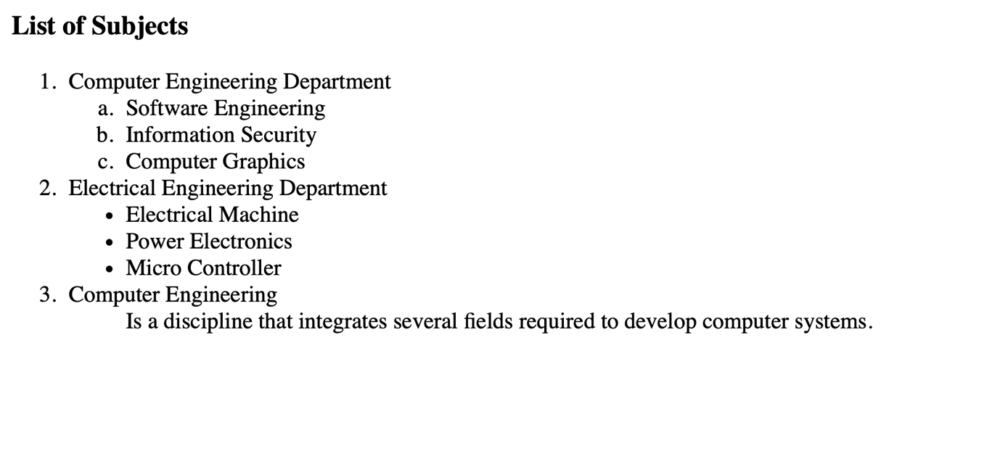 List of Subjects
1. Computer Engineering Department
a. Software Engineering
b. Information Security
c. Computer Graphics
2. Electrical Engineering Department
• Electrical Machine
• Power Electronics
• Micro Controller
3. Computer Engineering
Is a discipline that integrates several fields required to develop computer systems.